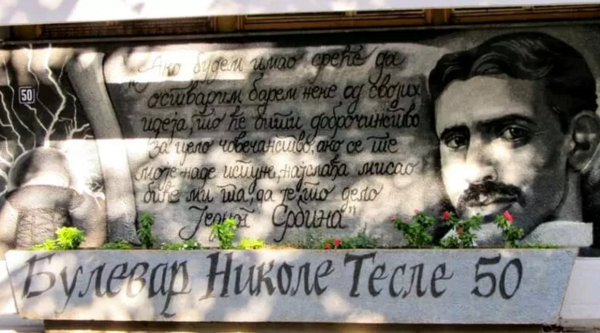 50
"Ако будем имао среће да
остварим барем неке од својих
идеја, то ће бити доброчинство
за цело човечанство, ако се те
моје наде испуне, најслађа мисао
биће ми та, да је то дело
једног Србина"
Булевар Николе Тесле 50